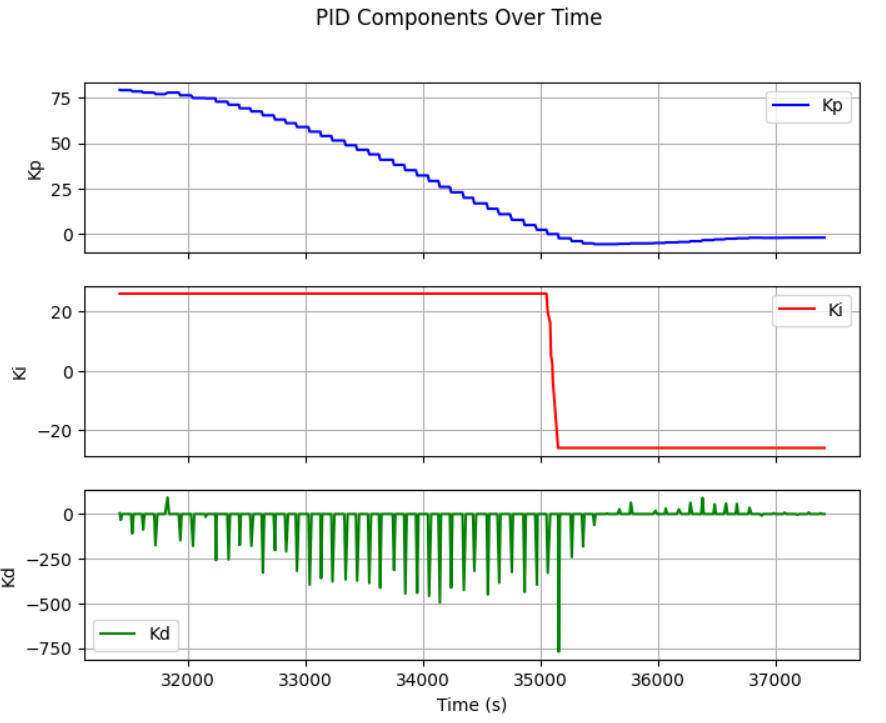 PID Components Over Time
75
50
25
0
Kp
Kp
20
0
−20
Ki
Ki
0
−250
−500
−750
Kd
Kd
32000 33000 34000 35000 36000 37000
Time (s)